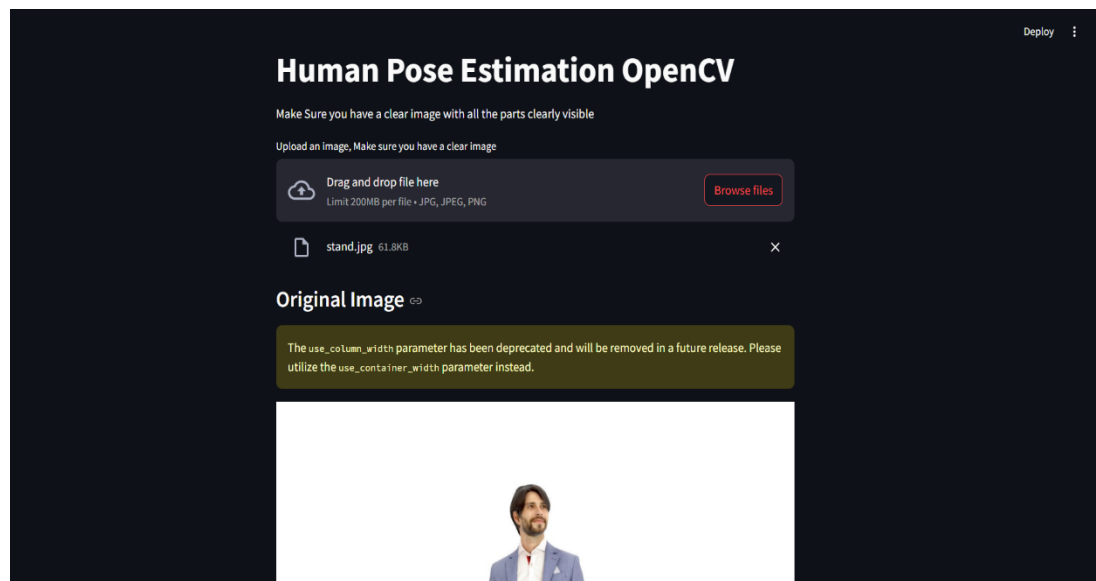 Deploy
Human Pose Estimation OpenCV
Make Sure you have a clear image with all the parts clearly visible
Upload an image, Make sure you have a clear image
Drag and drop file here
Limit 200MB per file • JPG, JPEG, PNG
Browse files
stand.jpg 61.8KB
Original Image
The use_column_width parameter has been deprecated and will be removed in a future release. Please
utilize the use_container_width parameter instead.